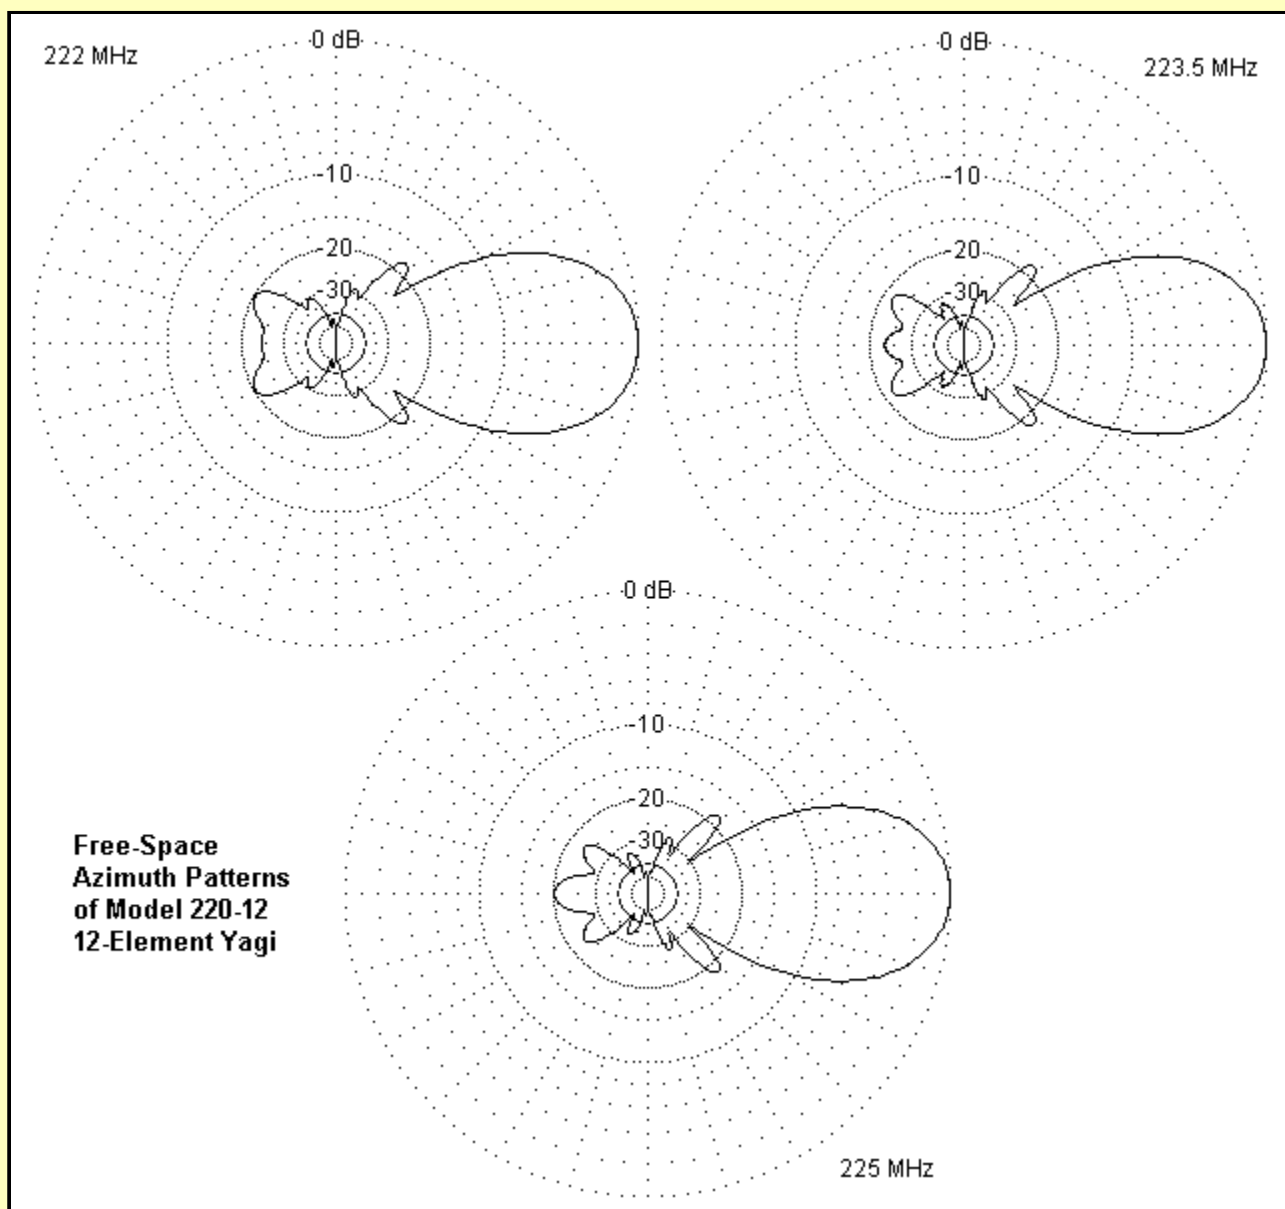 222 MHz
0 dB
-10
-20
-30
0 dB
223.5 MHz
-10
-20
-30
0 dB
-10
-20
-30
Free-Space
Azimuth Patterns
of Model 220-12
12-Element Yagi
225 MHz